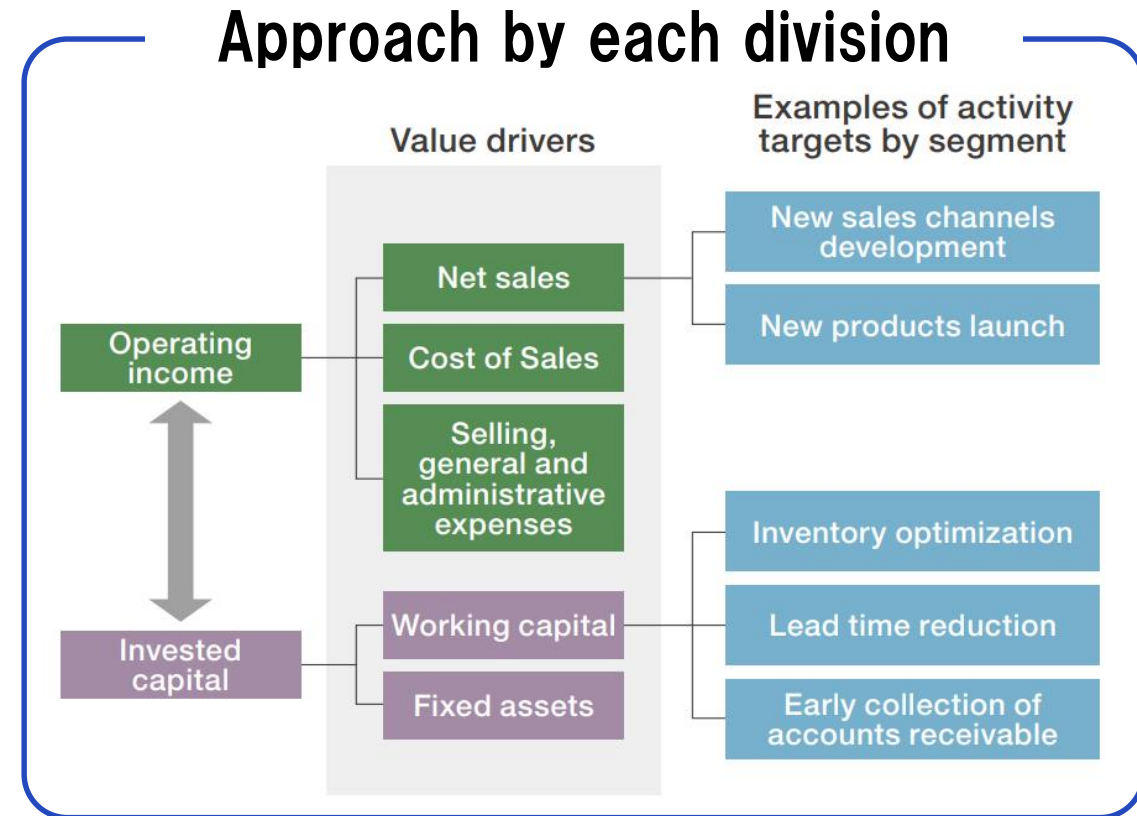 Approach by each division
Value drivers
Examples of activity
targets by segment
Operating
income
Net sales
Cost of Sales
Selling,
general and
administrative
expenses
New sales channels
development
New products launch
Invested
capital
Working capital
Fixed assets
Inventory optimization
Lead time reduction
Early collection of
accounts receivable